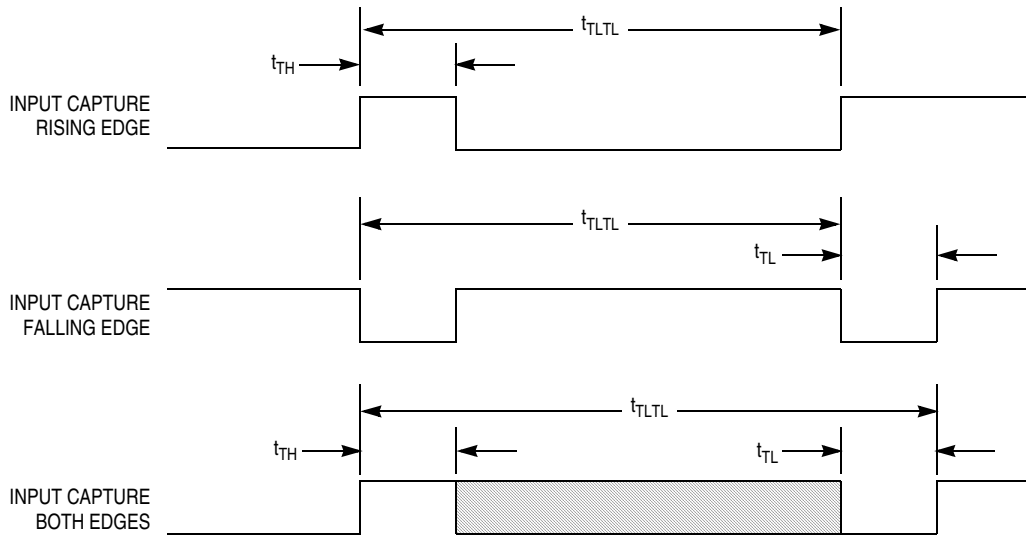 tTLTL
tTH
INPUT CAPTURE
RISING EDGE
tTLTL
tTL
INPUT CAPTURE
FALLING EDGE
tTLTL
tTH
tTL
INPUT CAPTURE
BOTH EDGES